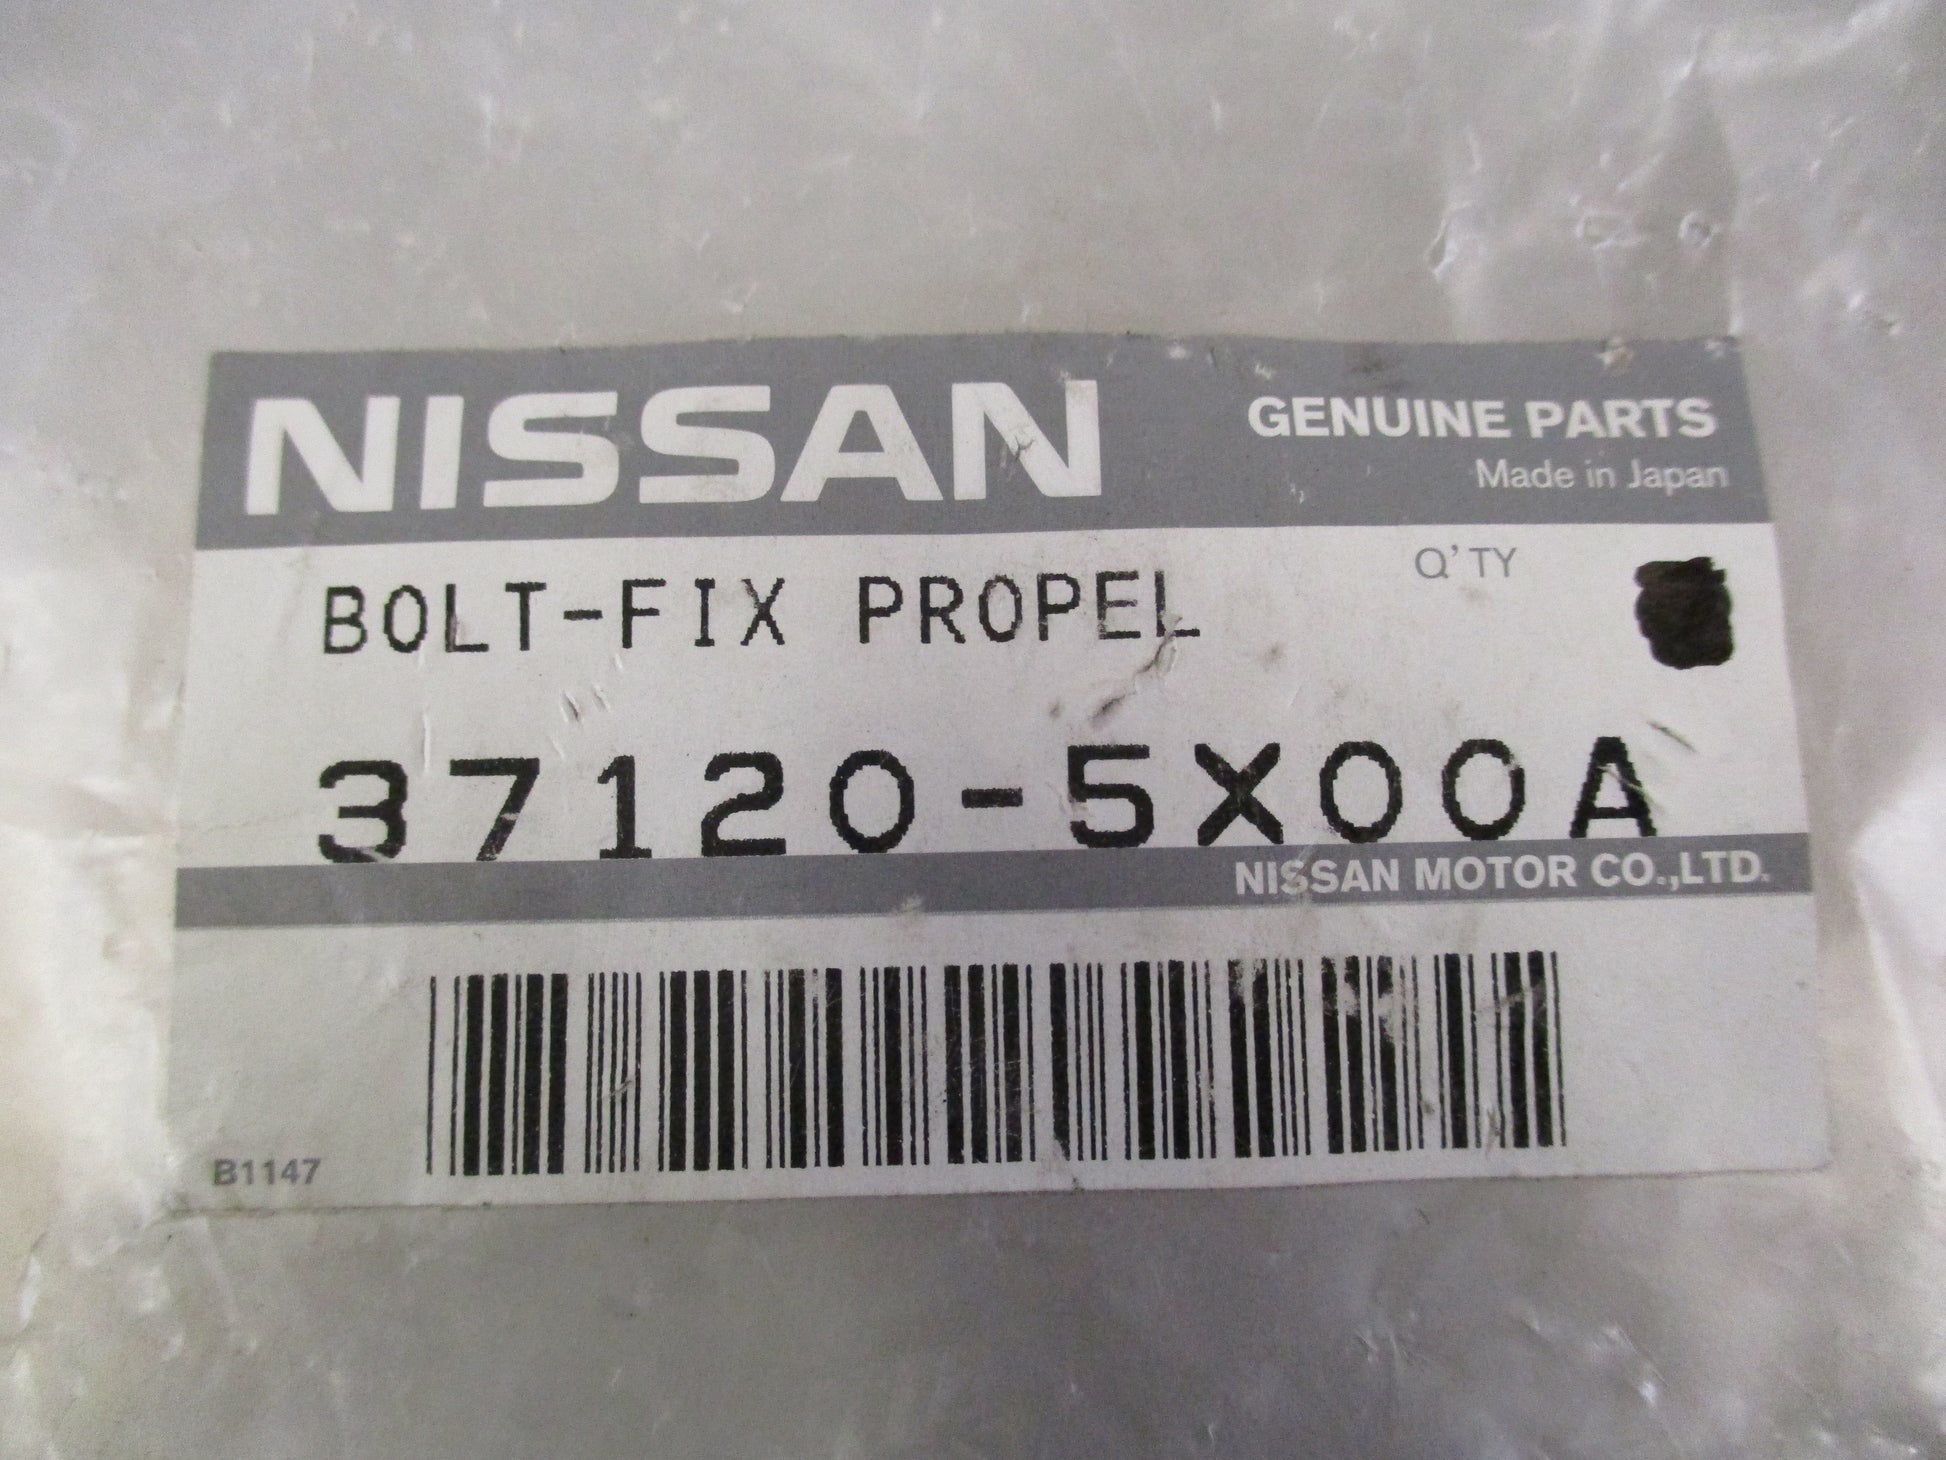 NISSAN
GENUINE PARTS
Made in Japan
BOLT-FIX PROPEL
Q'TY
37120-5X00A
NISSAN MOTOR CO.,LTD.
B1147